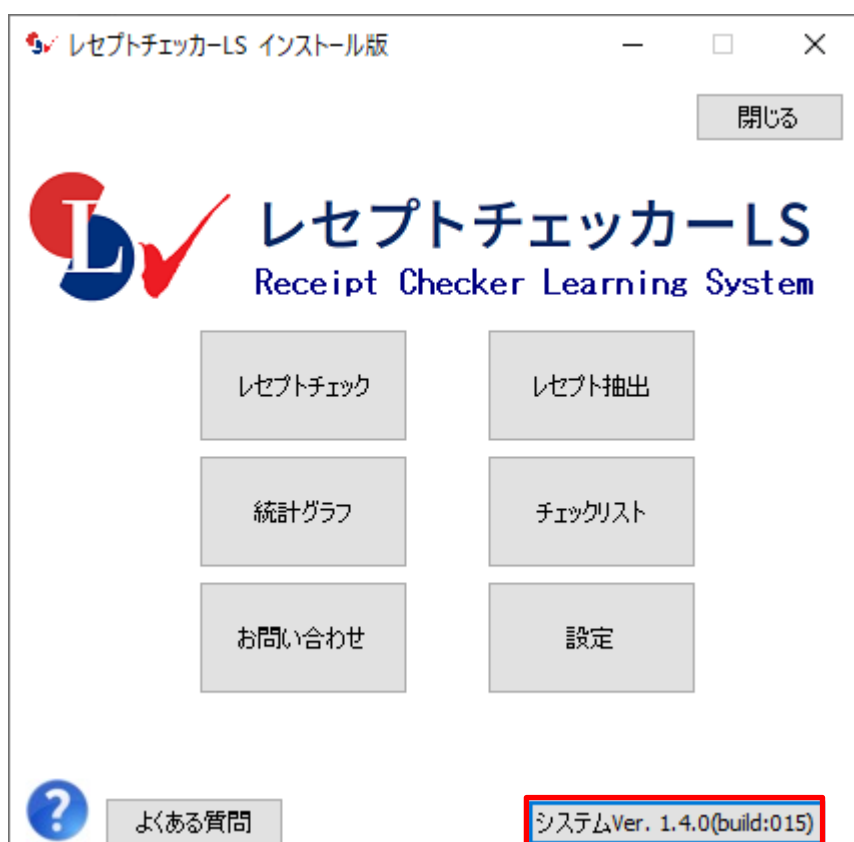 レセプトチェッカーLS インストール版
閉じる
レセプトチェッカーLS
Receipt Checker Learning System
レセプトチェック
レセプト抽出
統計グラフ
チェックリスト
お問い合わせ
設定
よくある質問
システムVer. 1.4.0(build:015)